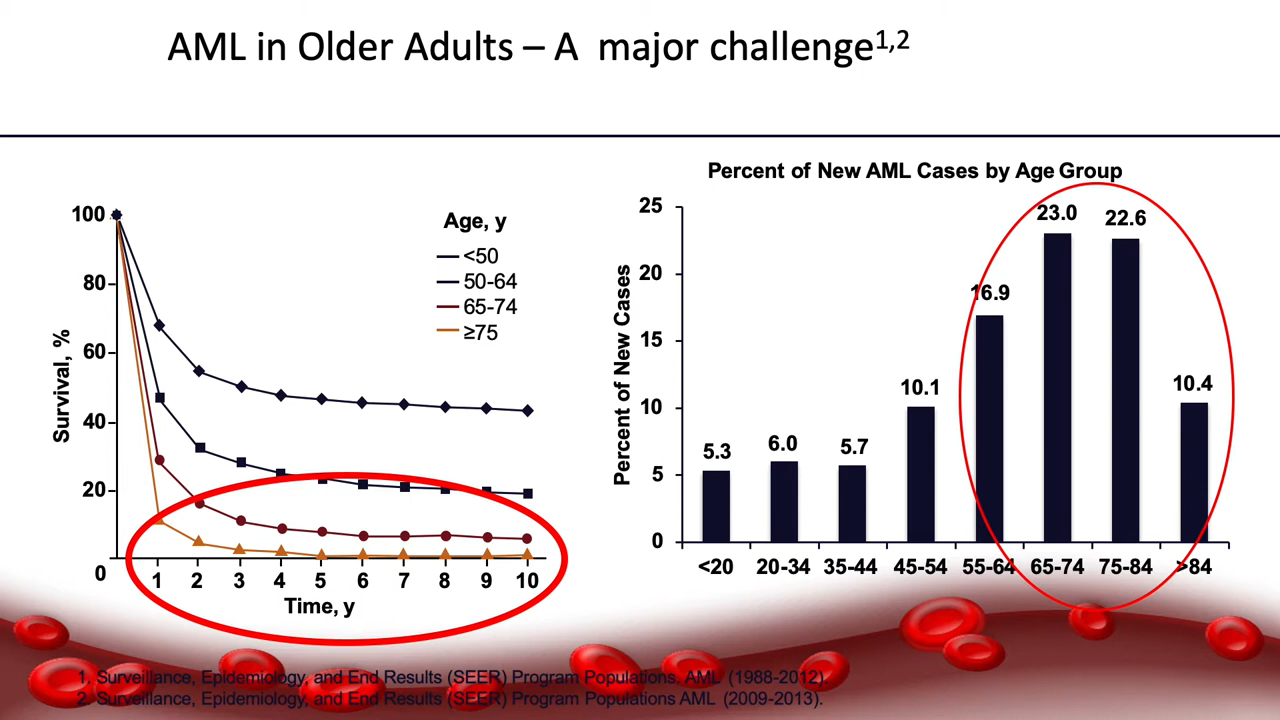 AML in Older Adults – A major challenge1,2
100
80
60
40
20
0
Survival, %
1 2 3 4 5 6 7 8 9 10
Time, y
Age, y
<50
50-64
65-74
≥75
Percent of New AML Cases by Age Group
Percent of New Cases
25
20
15
10
5
0
5.3
6.0
5.7
10.1
16.9
23.0
22.6
10.4
<20 20-34 35-44 45-54 55-64 65-74 75-84 >84
1. Surveillance, Epidemiology, and End Results (SEER) Program Populations. AML (1988-2012).
2. Surveillance, Epidemiology, and End Results (SEER) Program Populations AML (2009-2013).